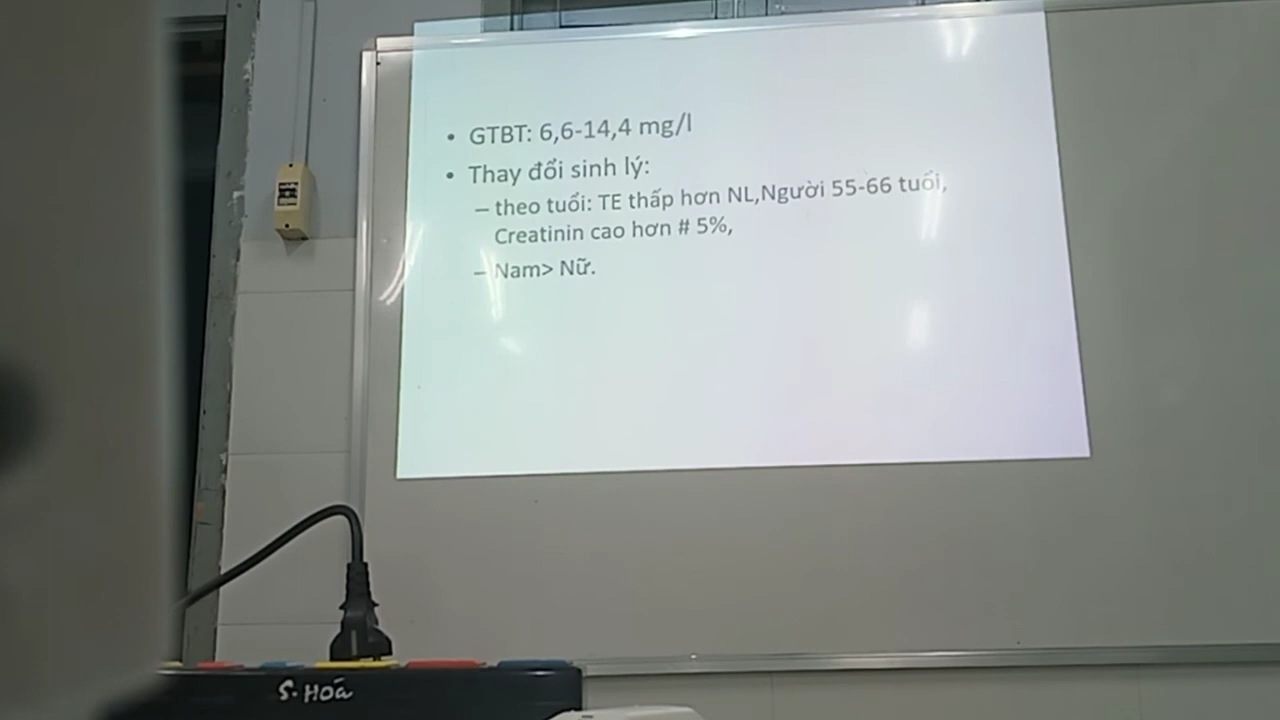 • GTBT: 6,6-14,4 mg/l
• Thay đổi sinh lý:
– theo tuổi: TE thấp hơn NL,Người 55-66 tuổi,
Creatinin cao hơn # 5%,
– Nam> Nữ.
S. HOÁ